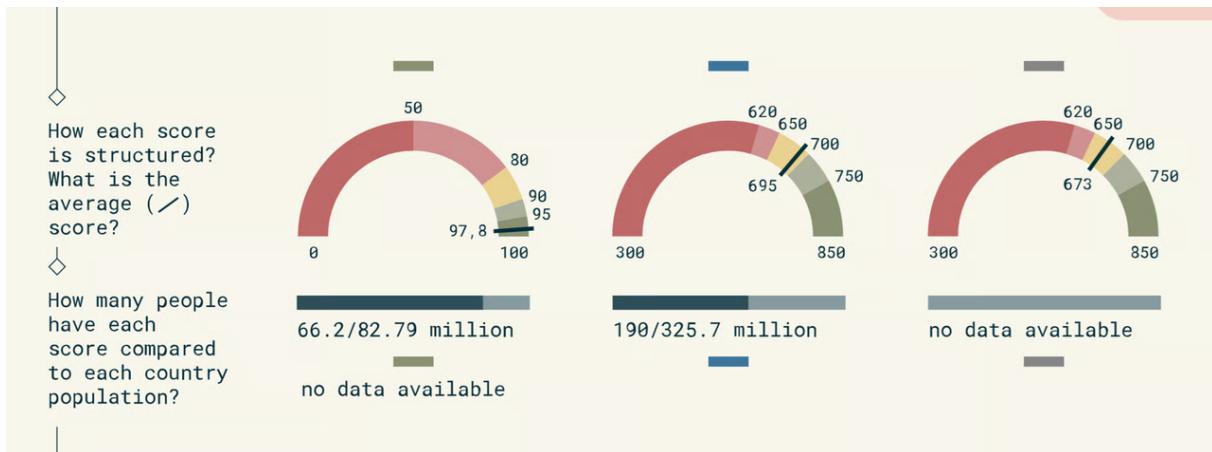 How each score
is structured?
What is the
average (/)
score?
50
80
90
95
97,8
0
100
620
650
700
750
695
300
850
620
650
700
750
673
300
850
How many people
have each
score compared
to each country
population?
66.2/82.79 million
190/325.7 million
no data available
no data available